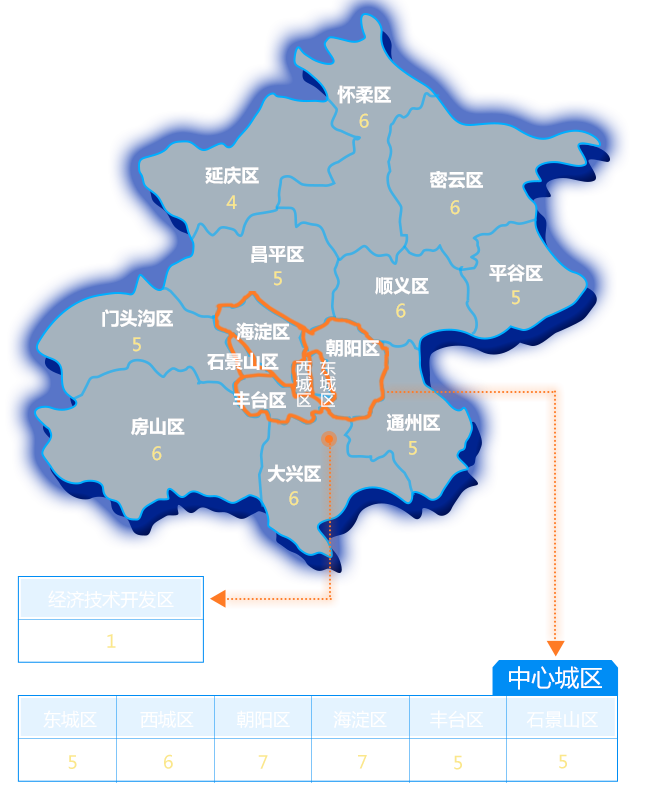 怀柔区
6
延庆区
4
密云区
6
昌平区
5
平谷区
5
顺义区
6
门头沟区
5
海淀区
朝阳区
石景山区
西城区
东城区
丰台区
房山区
6
通州区
5
大兴区
6
经济技术开发区
1
中心城区
东城区 西城区 朝阳区 海淀区 丰台区 石景山区
5 6 7 7 5 5